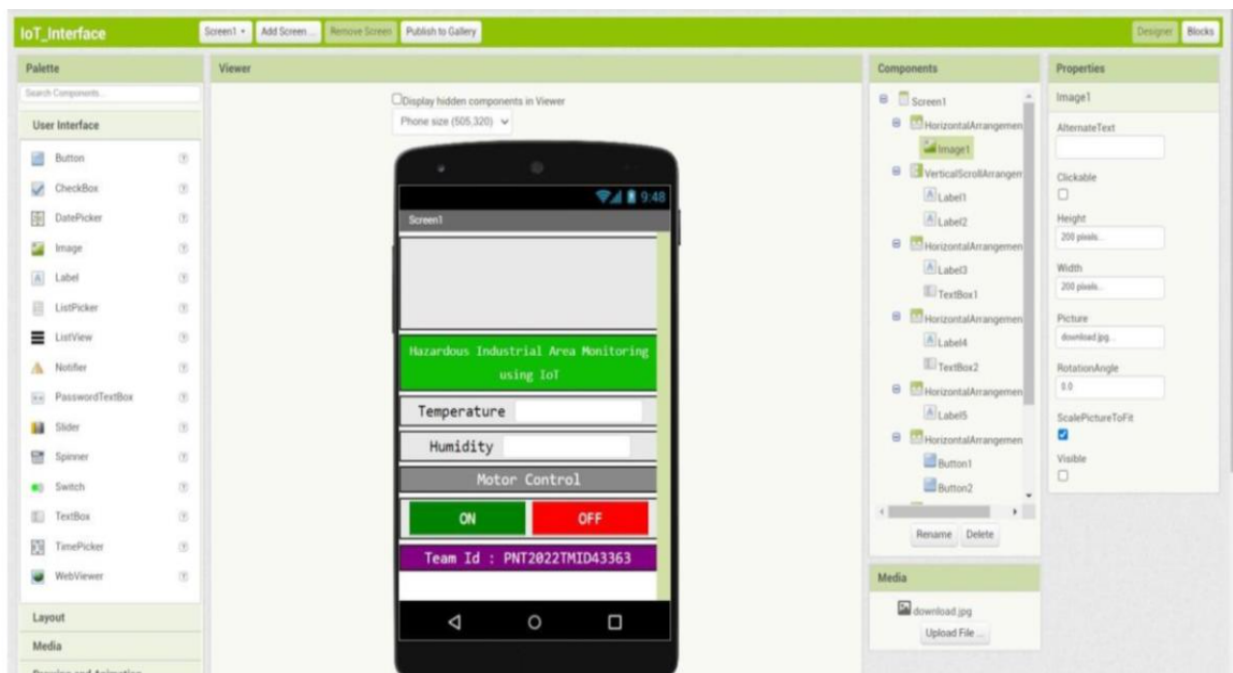 IoT_Interface
Screen1
Add Screen ...
Remove Screen
Publish to Gallery
Designer
Blocks
Palette
Search Components...
User Interface
Button
CheckBox
DatePicker
Image
Label
ListPicker
ListView
Notifier
PasswordTextBox
Slider
Spinner
Switch
TextBox
TimePicker
WebViewer
Layout
Media
Drawing and Animation
Viewer
Display hidden components in Viewer
Phone size (505,320)
9:48
Screen1
Hazardous Industrial Area Monitoring
using IoT
Temperature
Humidity
Motor Control
ON
OFF
Team Id : PNT2022TMID43363
Components
Screen1
HorizontalArrangemen
Image1
VerticalScrollArrangen
Label1
Label2
HorizontalArrangemen
Label3
TextBox1
HorizontalArrangemen
Label4
TextBox2
HorizontalArrangemen
Label5
HorizontalArrangemen
Button1
Button2
Rename
Delete
Media
download.jpg
Upload File ...
Properties
Image1
AlternateText
Clickable
Height
200 pixels...
Width
200 pixels...
Picture
download.jpg...
RotationAngle
0.0
ScalePictureToFit
Visible